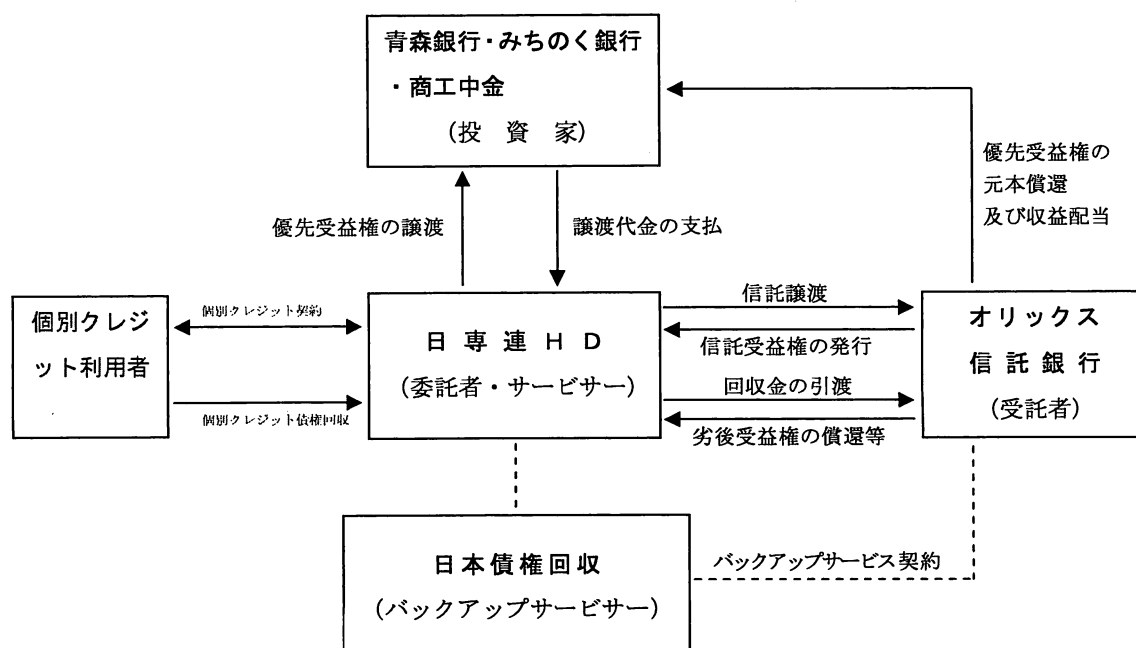 青森銀行・みちのく銀行
・商工中金
（投 資 家）
優先受益権の
元本償還
及び収益配当
優先受益権の譲渡
譲渡代金の支払
個別クレジ
ット利用者
個別クレジット契約
個別クレジット債権回収
日 専 連 H D
（委託者・サービサー）
信託譲渡
信託受益権の発行
回収金の引渡
劣後受益権の償還等
オリックス
信 託 銀 行
（受託者）
日本債権回収
（バックアップサービサー）
バックアップサービス契約